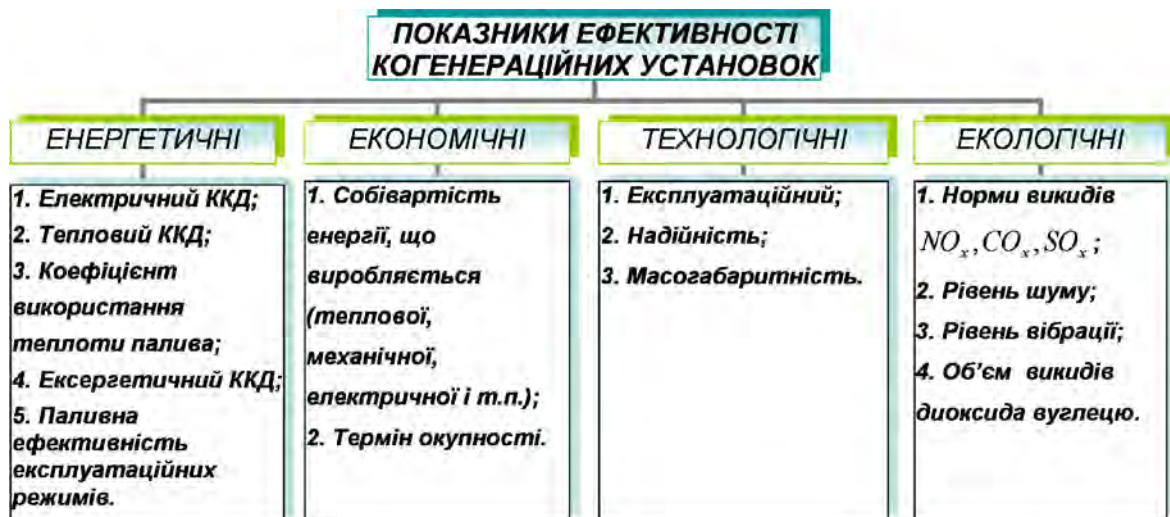 ПОКАЗНИКИ ЕФЕКТИВНОСТІ
КОГЕНЕРАЦІЙНИХ УСТАНОВОК
ЕНЕРГЕТИЧНІ
1. Електричний ККД;
2. Тепловий ККД;
3. Коефіцієнт
використання
теплоти палива;
4. Ексергетичний ККД;
5. Паливна
ефективність
експлуатаційних
режимів.
ЕКОНОМІЧНІ
1. Собівартість
енергії, що
виробляється
(теплової,
механічної,
електричної і т.п.);
2. Термін окупності.
ТЕХНОЛОГІЧНІ
1. Експлуатаційний;
2. Надійність;
3. Масогабаритність.
ЕКОЛОГІЧНІ
1. Норми викидів
NOₓ, COₓ, SOₓ;
2. Рівень шуму;
3. Рівень вібрації;
4. Об’єм викидів
диоксида вуглецю.